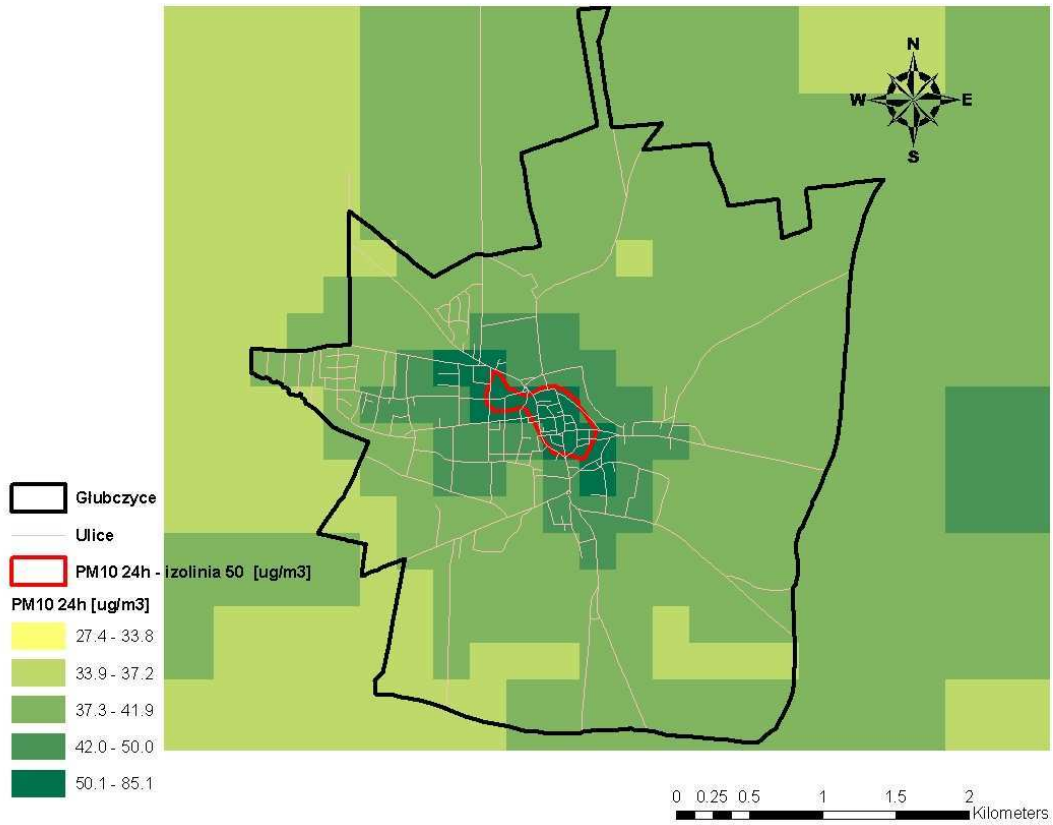 N
W E
S
Głubczyce
Ulice
PM10 24h - izolinia 50 [ug/m3]
PM10 24h [ug/m3]
27.4 - 33.8
33.9 - 37.2
37.3 - 41.9
42.0 - 50.0
50.1 - 85.1
0 0.25 0.5 1 1.5 2
Kilometers